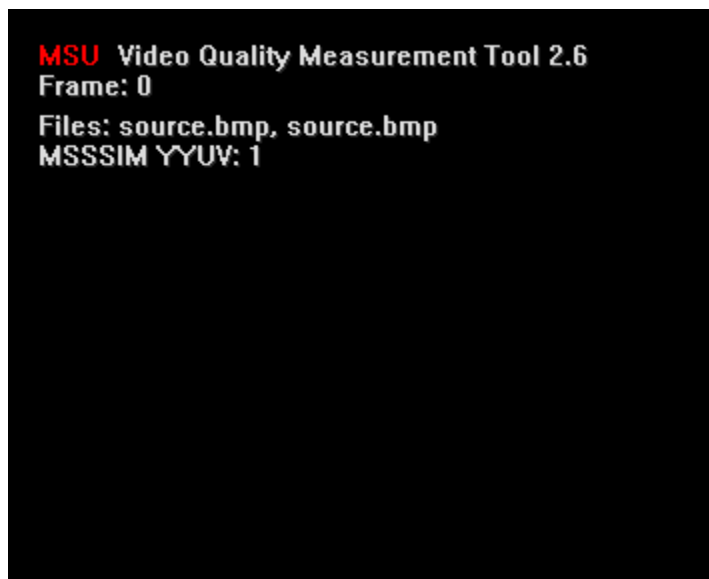 MSU Video Quality Measurement Tool 2.6
Frame: 0
Files: source.bmp, source.bmp
MSSSIM YYUV: 1